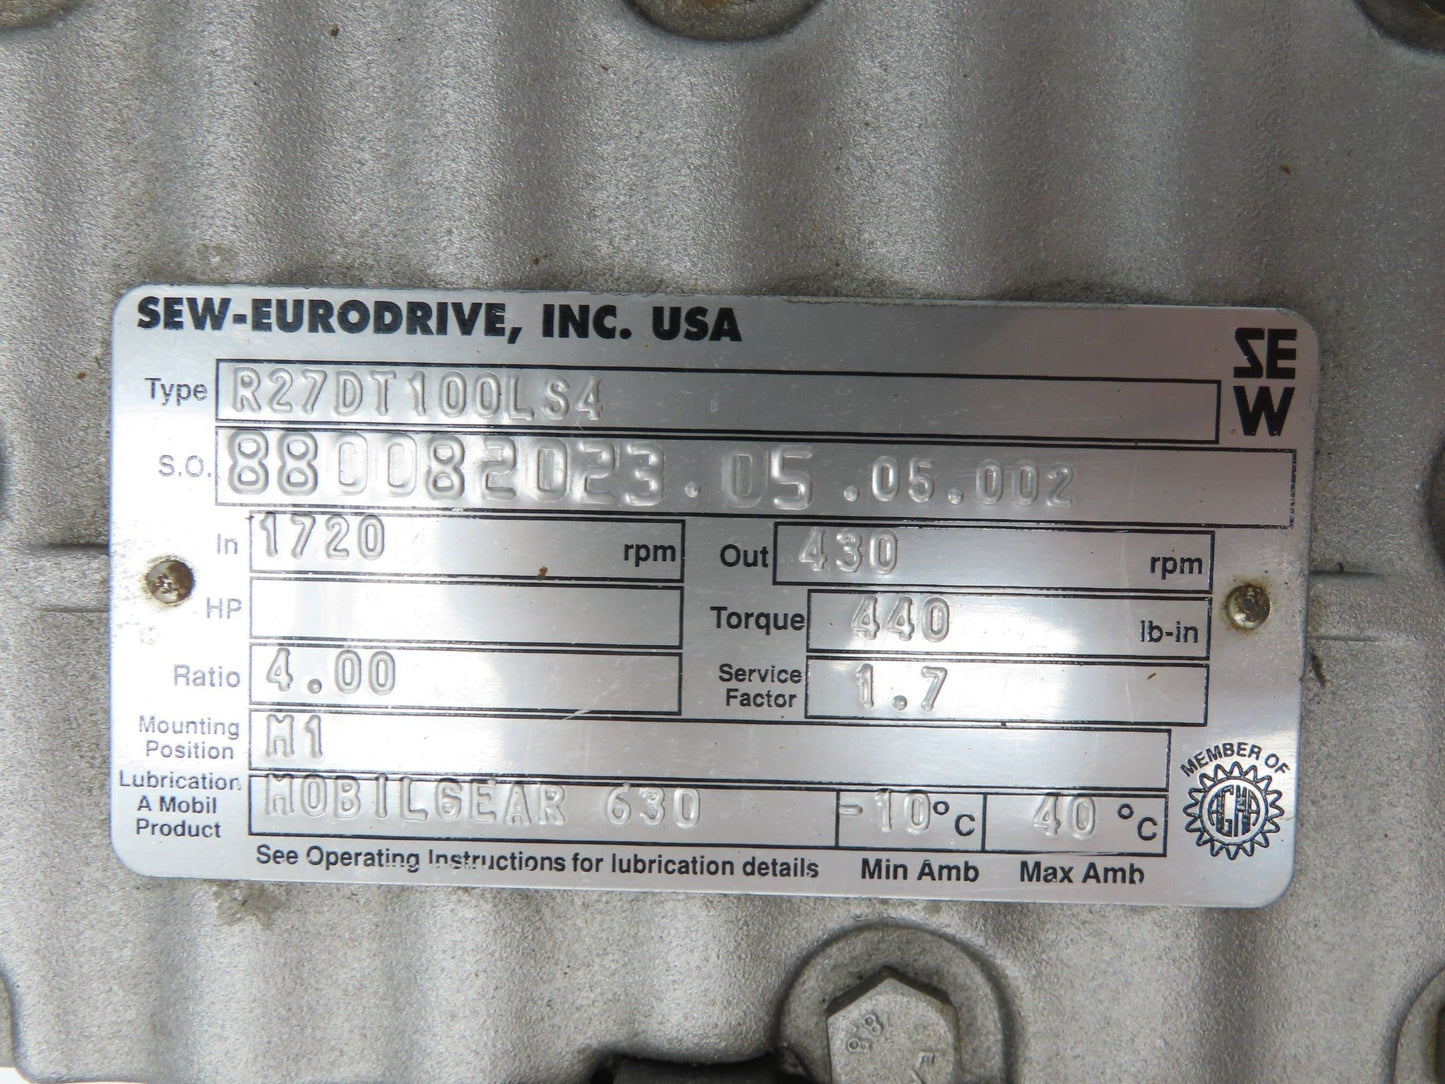 SEW-EURODRIVE, INC. USA
SE
W
Type R27DT100LS4
S.O. 880082023.05.05.002
In 1720 rpm Out 430 rpm
HP Torque 440 lb-in
Ratio 4.00 Service Factor 1.7
Mounting Position M1
Lubrication A Mobil Product MOBILGEAR 630 -10°C 40°C
See Operating Instructions for lubrication details Min Amb Max Amb
MEMBER OF
AGMA